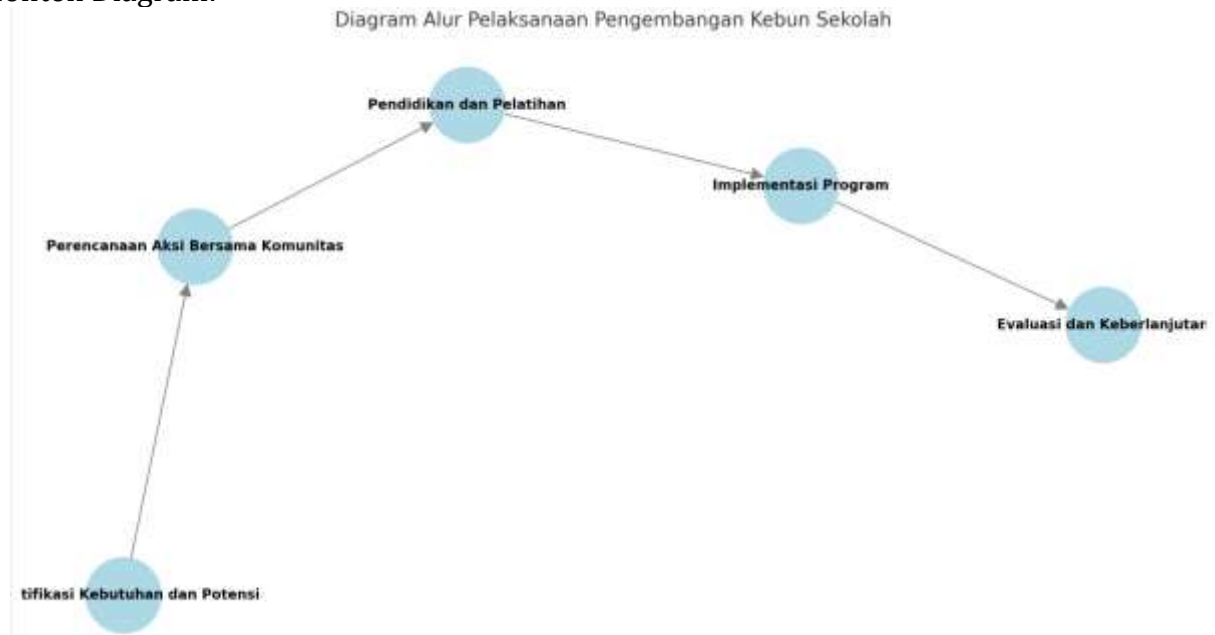 Diagram Alur Pelaksanaan Pengembangan Kebun Sekolah
Pendidikan dan Pelatihan
Implementasi Program
Perencanaan Aksi Bersama Komunitas
Evaluasi dan Keberlanjutan
tifikasi Kebutuhan dan Potensi